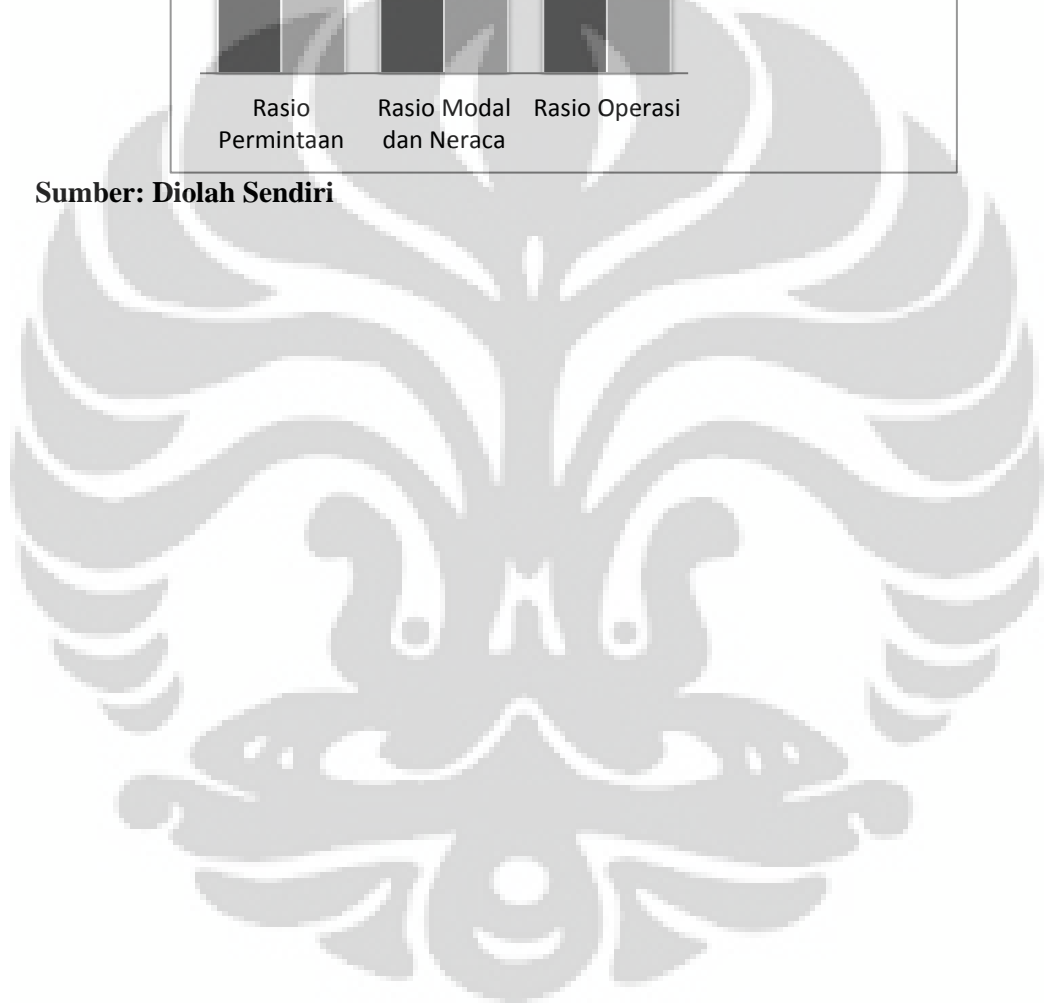 Rasio
Permintaan
Rasio Modal
dan Neraca
Rasio Operasi
Sumber: Diolah Sendiri